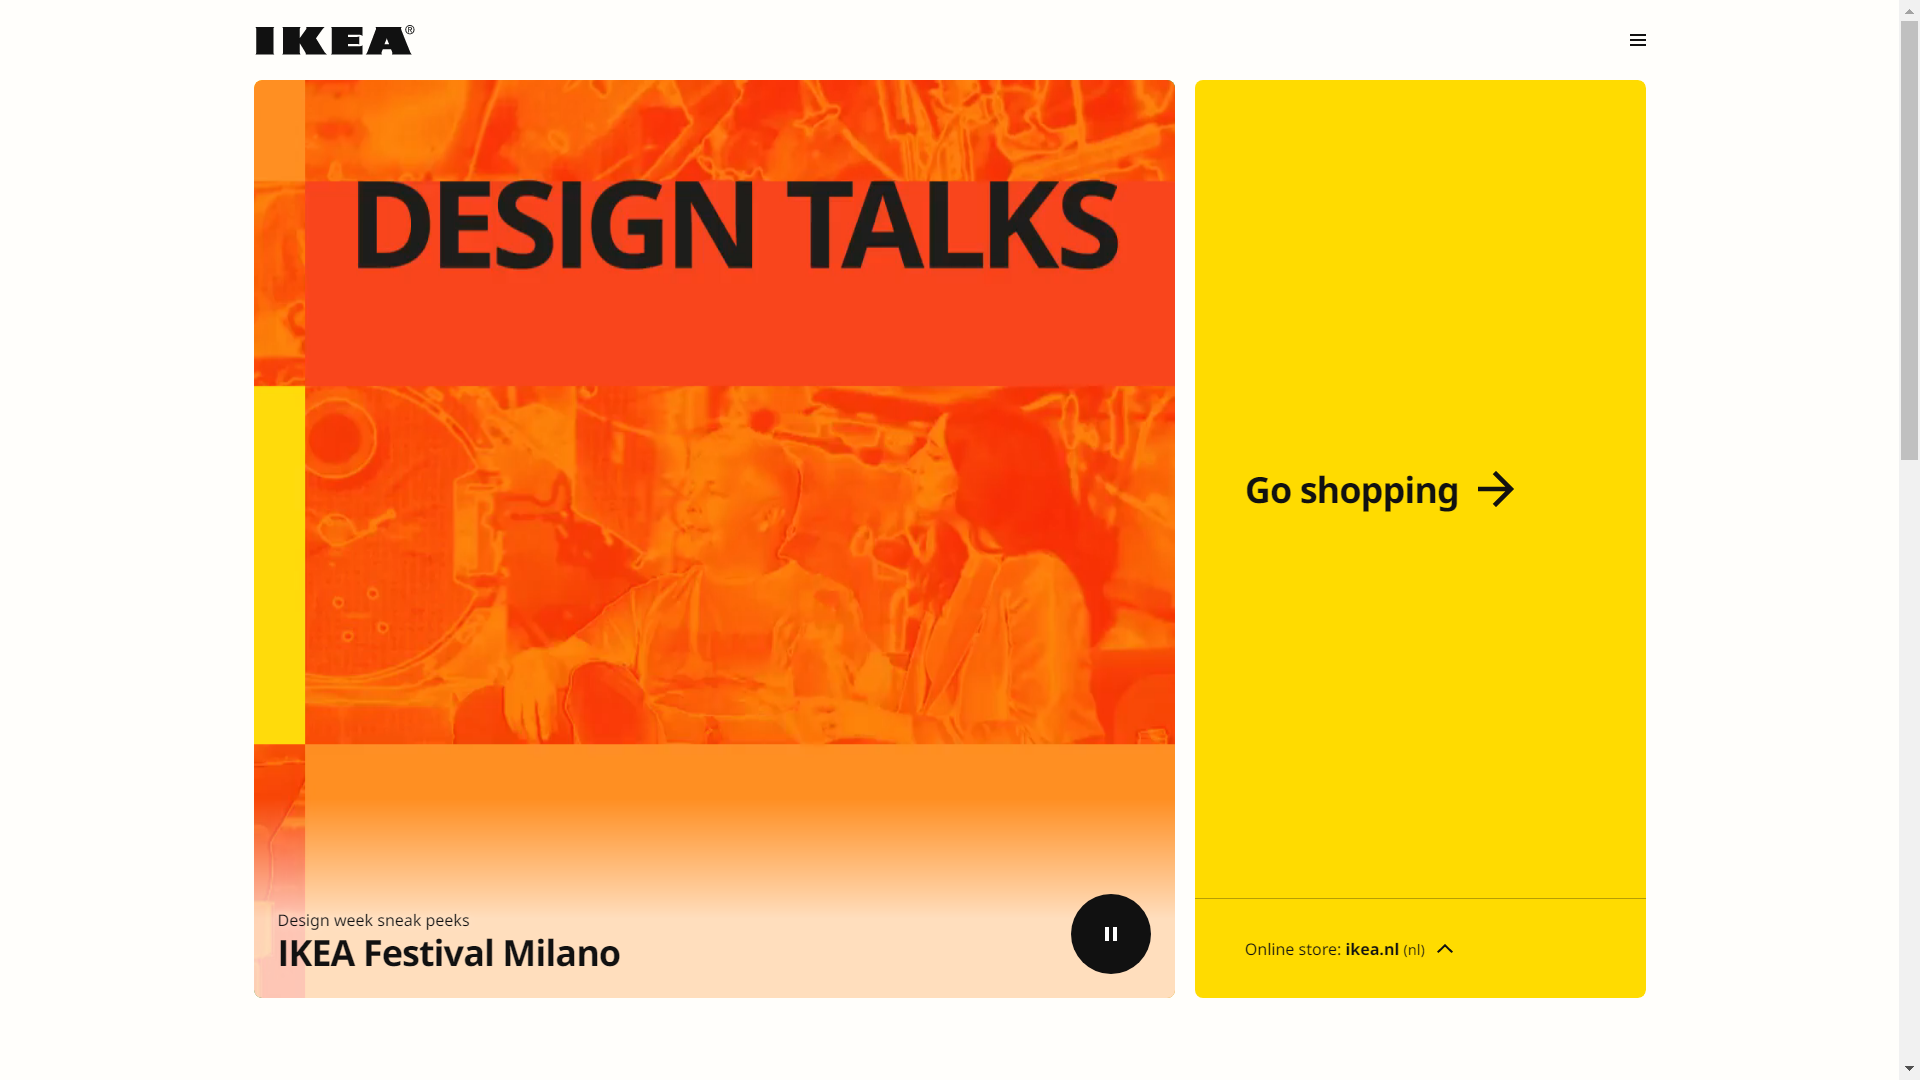 IKEA®
DESIGN TALKS
Go shopping
Design week sneak peeks
IKEA Festival Milano
Online store: ikea.nl (nl)